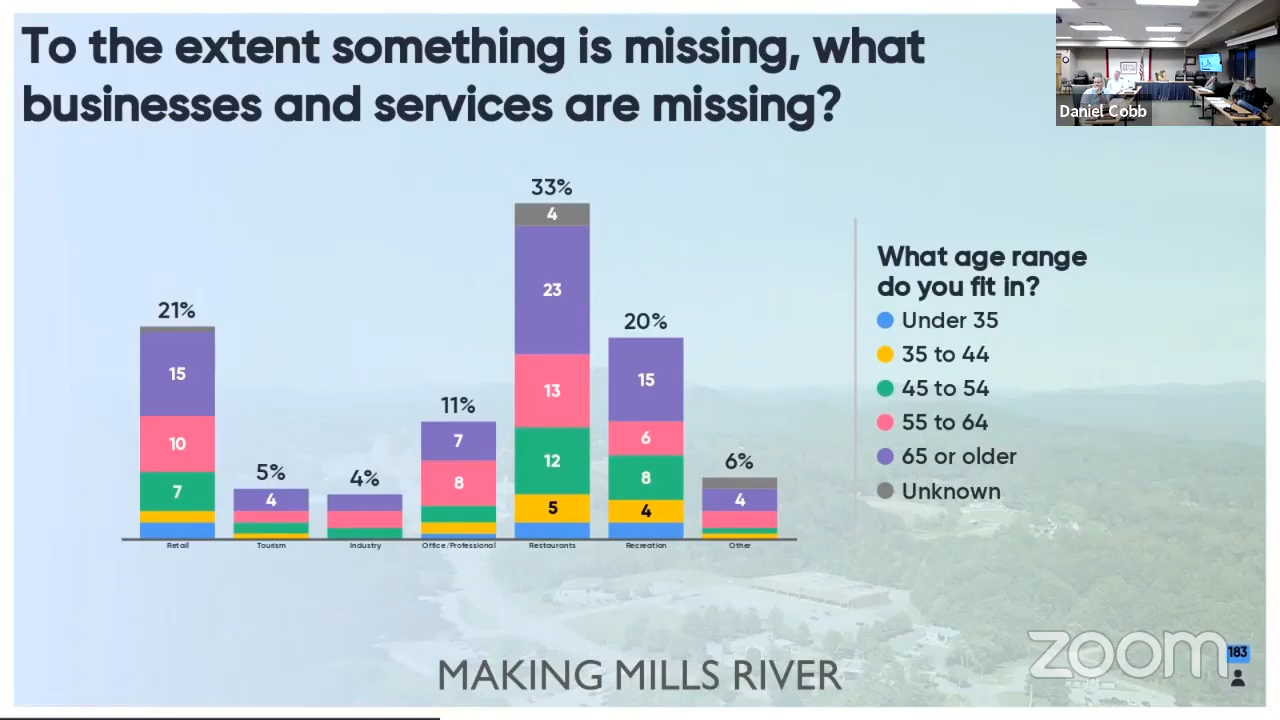 To the extent something is missing, what
businesses and services are missing?
Daniel Cobb
33%
4
23
13
12
5
21%
15
10
7
5%
4
4%
11%
7
8
20%
15
6
8
4
6%
4
Retail
Tourism
Industry
Office/Professional
Restaurants
Recreation
Other
What age range
do you fit in?
Under 35
35 to 44
45 to 54
55 to 64
65 or older
Unknown
MAKING MILLS RIVER
zoom
183